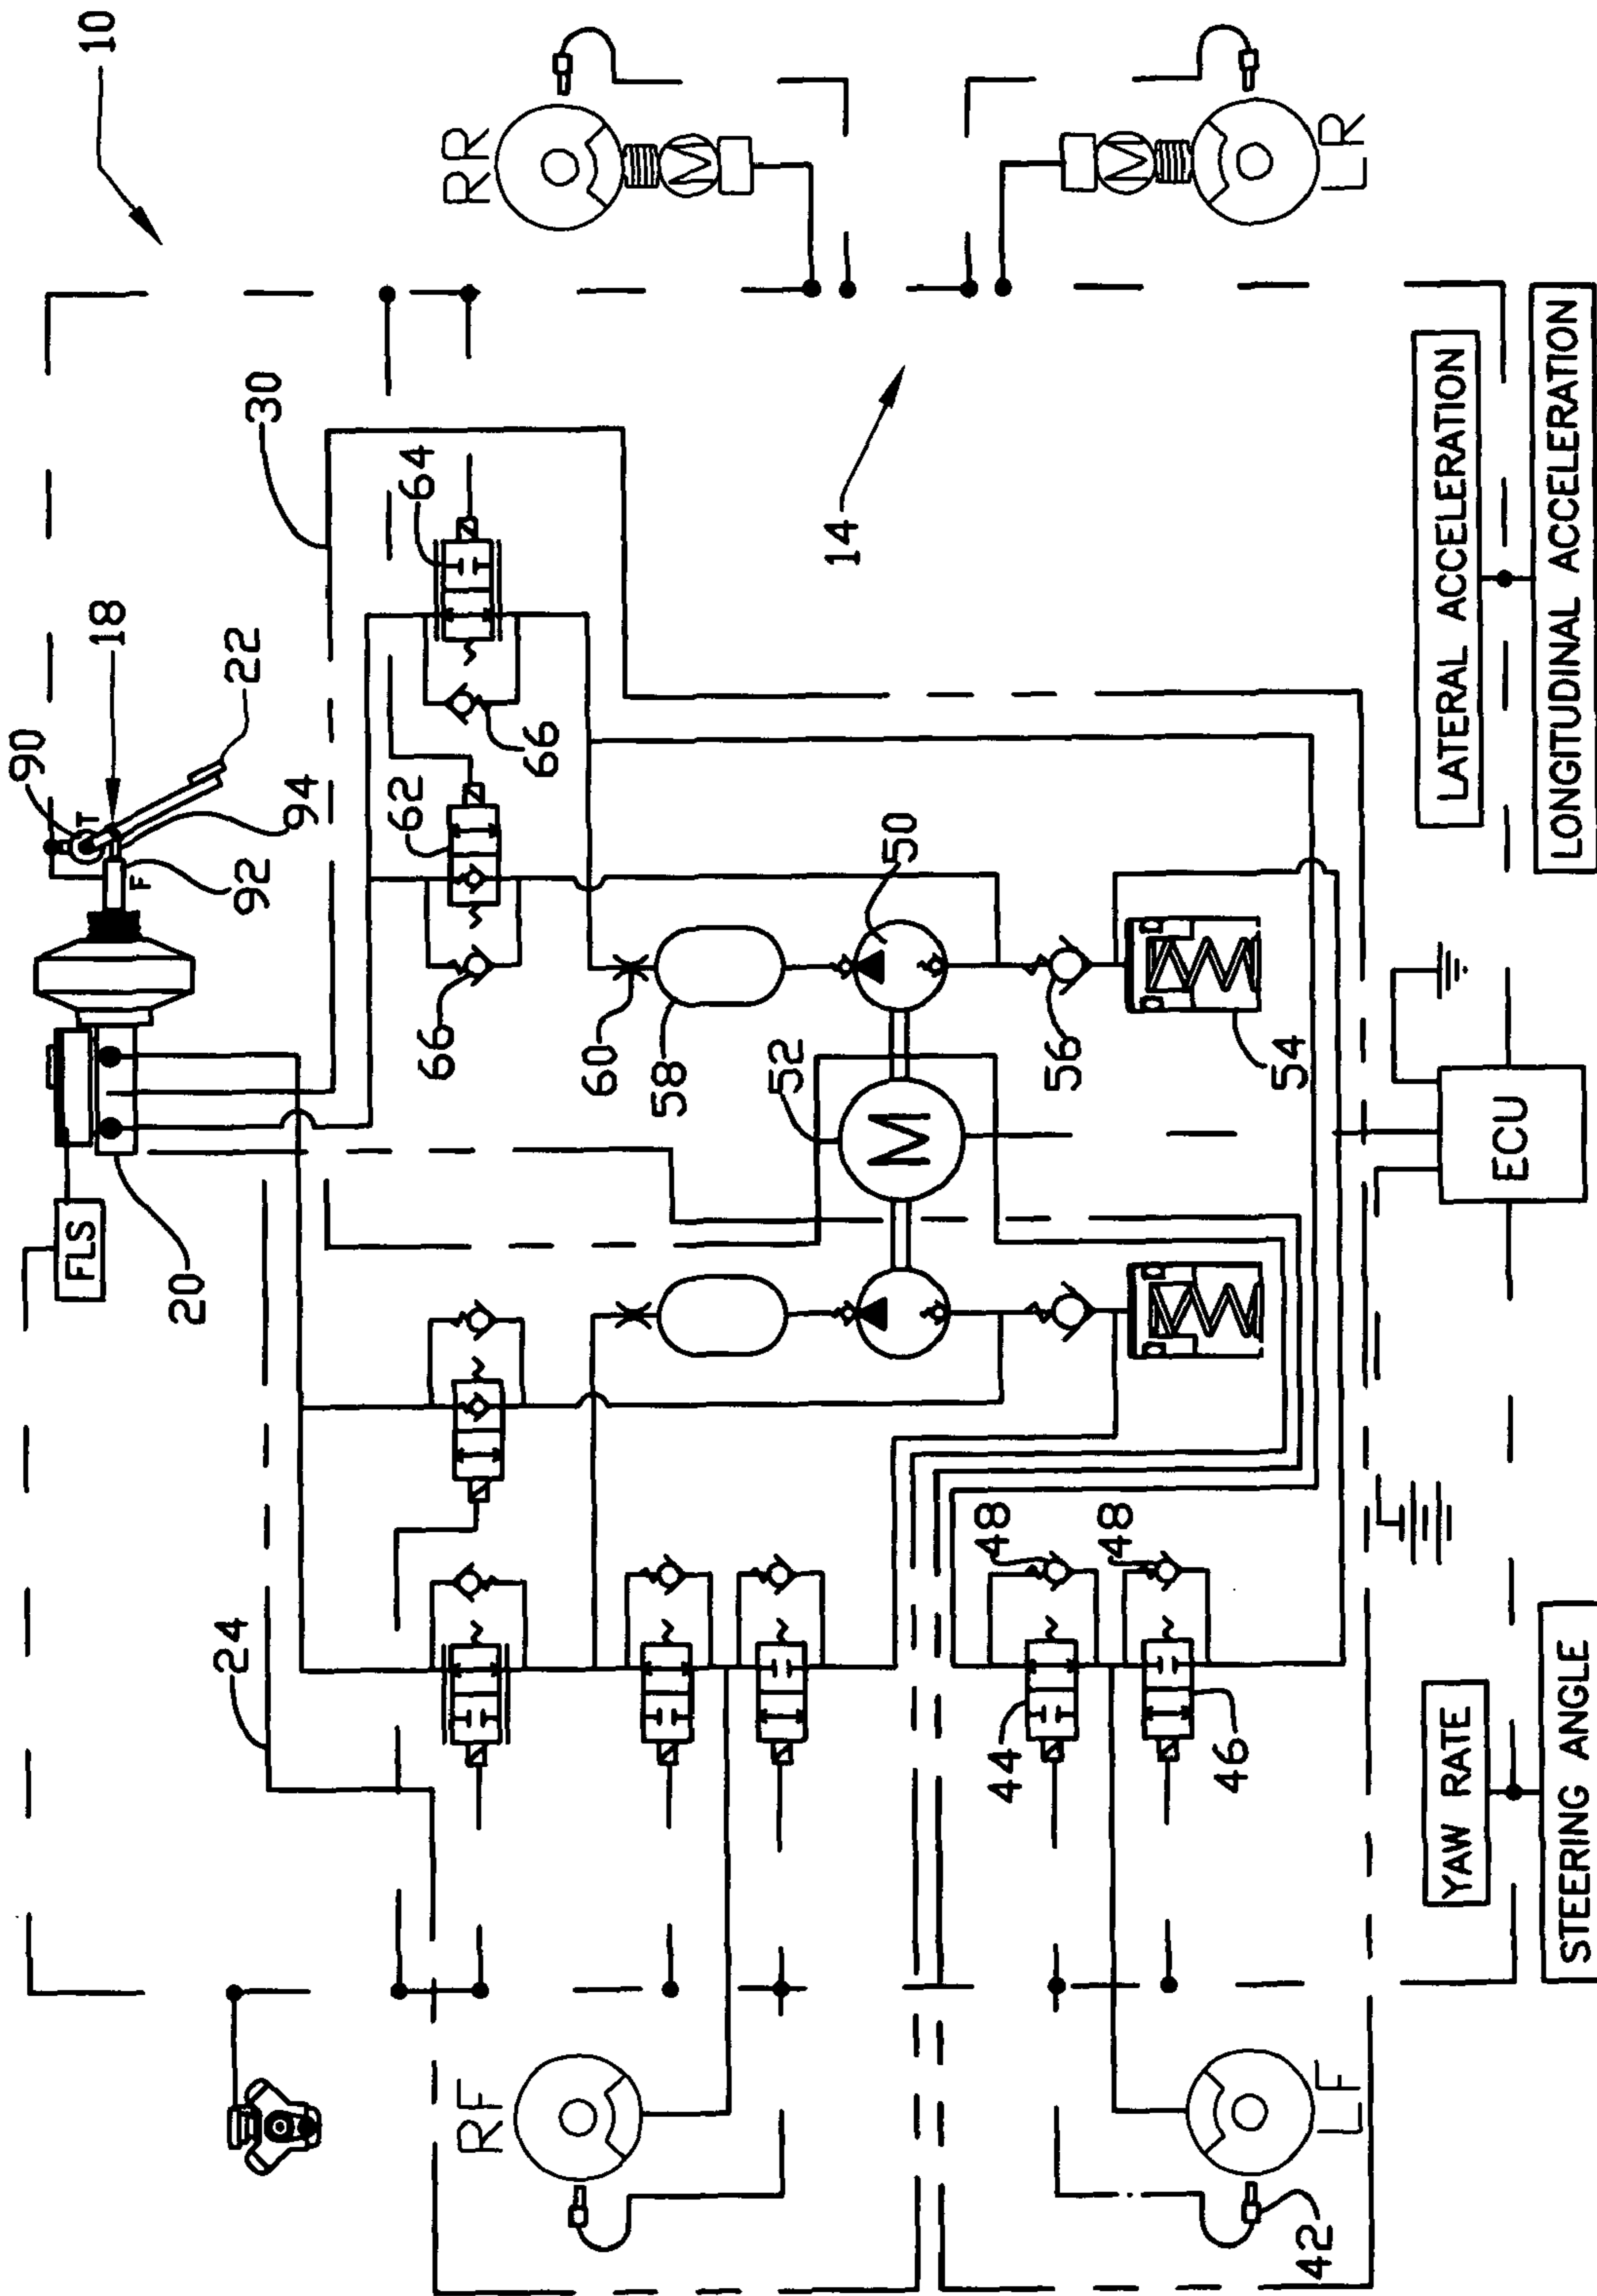 10
RR
LR
30
64
14
18
22
90
T
94
F
92
62
66
66
60
58
50
52
M
56
54
LATERAL ACCELERATION
LONGITUDINAL ACCELERATION
FLS
20
ECU
24
48
48
44
46
YAW RATE
STEERING ANGLE
RF
LF
42
M
M